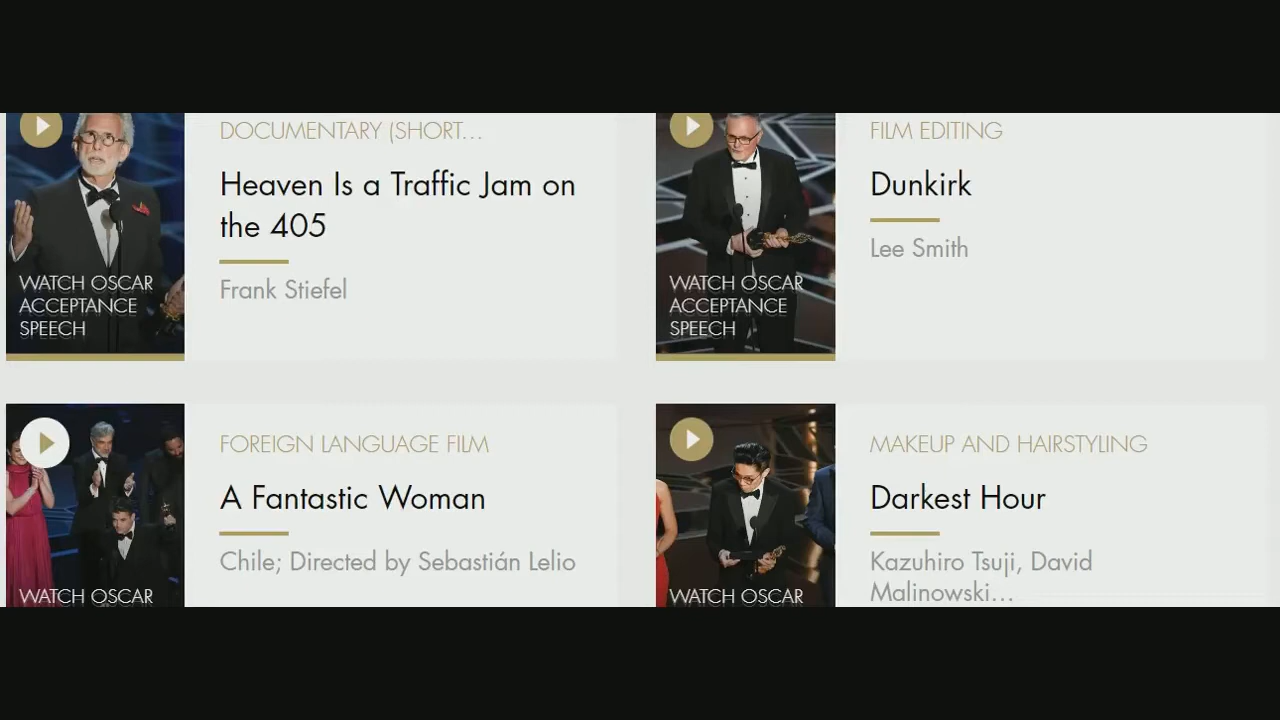 DOCUMENTARY (SHORT...
Heaven Is a Traffic Jam on
the 405
Frank Stiefel
WATCH OSCAR
ACCEPTANCE
SPEECH
FILM EDITING
Dunkirk
Lee Smith
WATCH OSCAR
ACCEPTANCE
SPEECH
FOREIGN LANGUAGE FILM
A Fantastic Woman
Chile; Directed by Sebastián Lelio
WATCH OSCAR
MAKEUP AND HAIRSTYLING
Darkest Hour
Kazuhiro Tsuji, David
Malinowski...
WATCH OSCAR